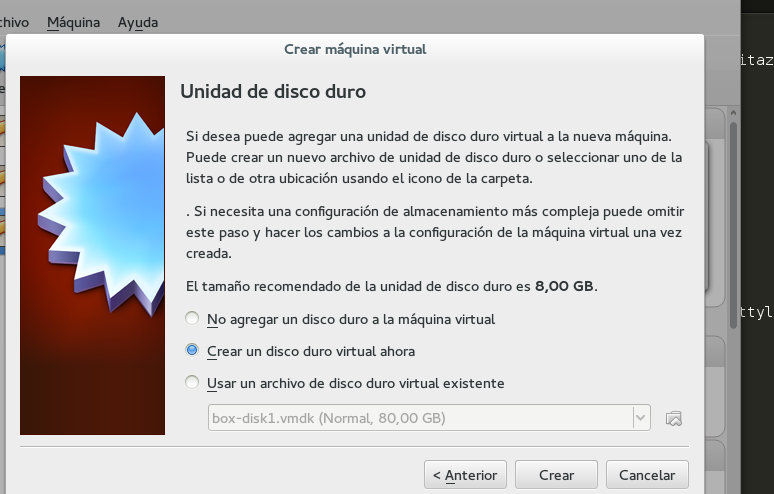 chivo Máquina Ayuda
Crear máquina virtual
itaz
Unidad de disco duro
Si desea puede agregar una unidad de disco duro virtual a la nueva máquina.
Puede crear un nuevo archivo de unidad de disco duro o seleccionar uno de la
lista o de otra ubicación usando el icono de la carpeta.
. Si necesita una configuración de almacenamiento más compleja puede omitir
este paso y hacer los cambios a la configuración de la máquina virtual una vez
creada.
El tamaño recomendado de la unidad de disco duro es 8,00 GB.
ttyl
No agregar un disco duro a la máquina virtual
Crear un disco duro virtual ahora
Usar un archivo de disco duro virtual existente
box-disk1.vmdk (Normal, 80,00 GB)
< Anterior Crear Cancelar